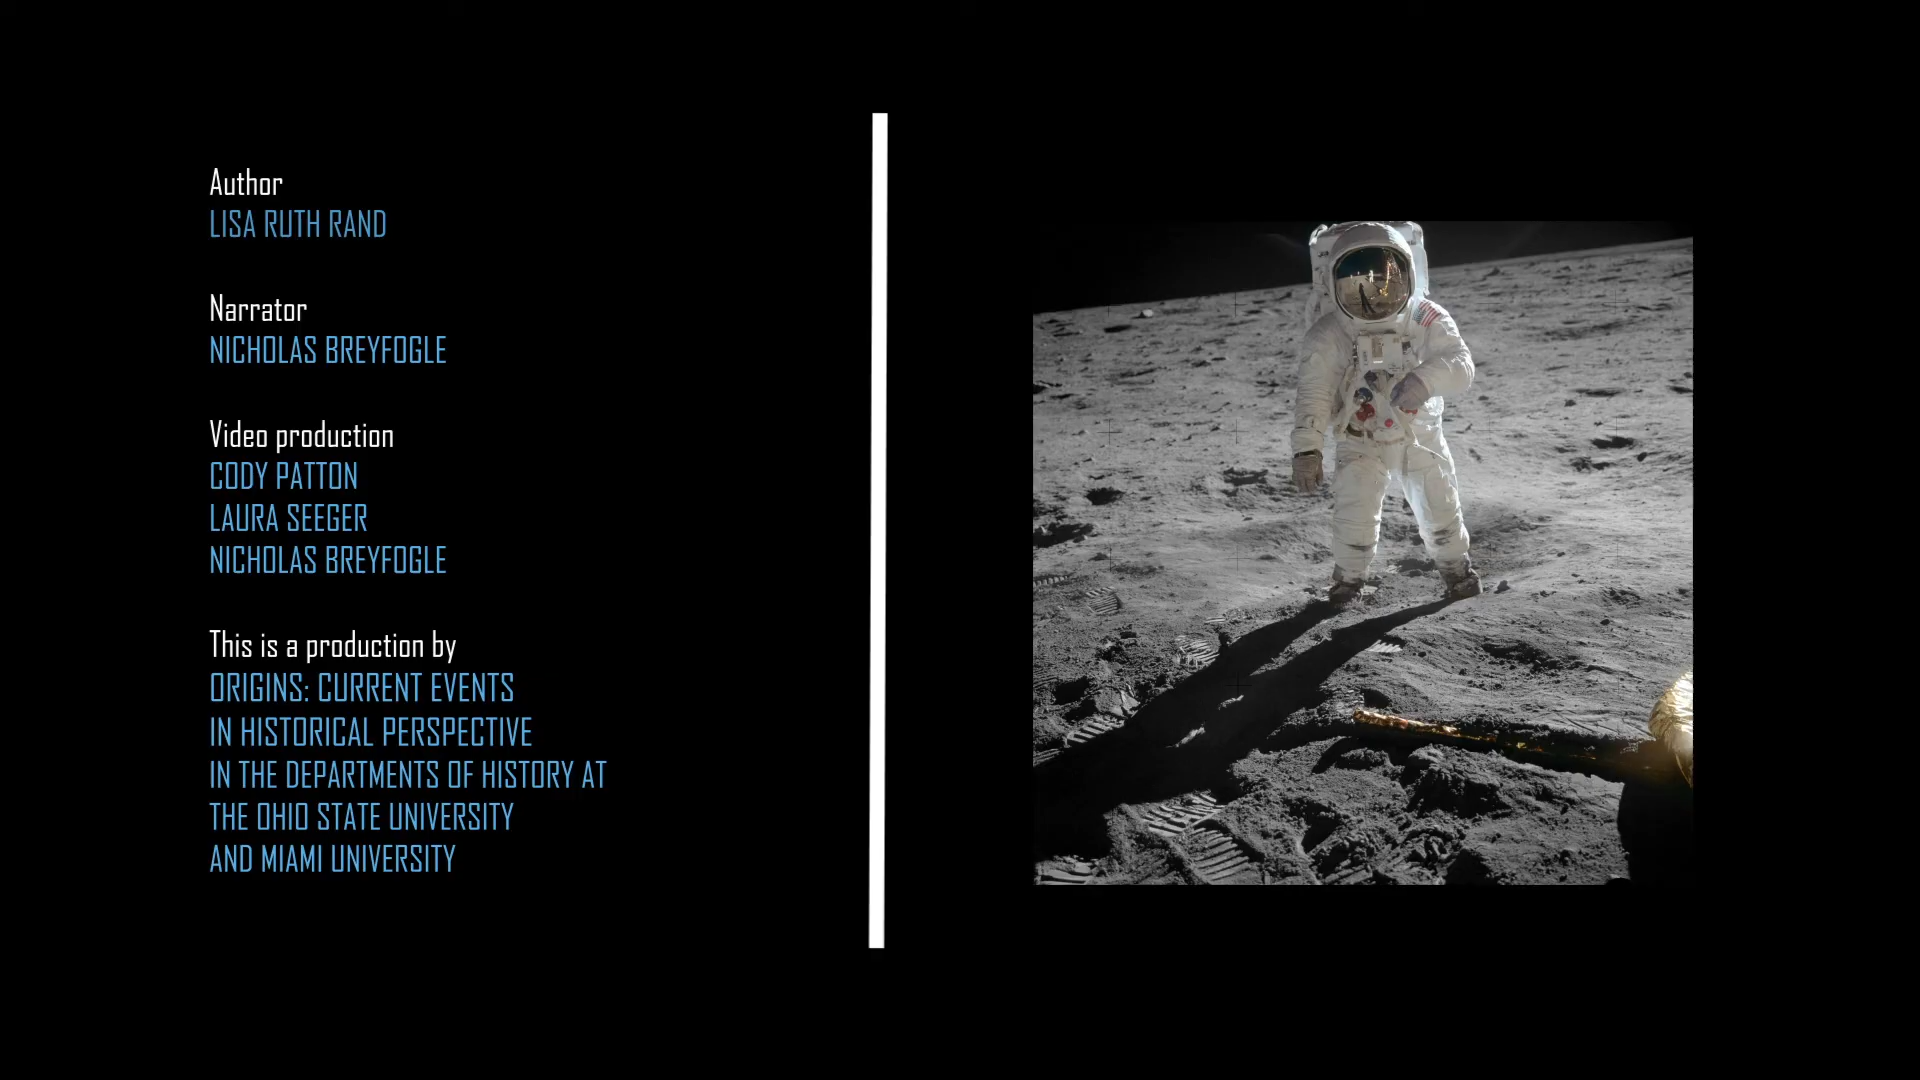 Author
LISA RUTH RAND
Narrator
NICHOLAS BREYFOGLE
Video production
CODY PATTON
LAURA SEEGER
NICHOLAS BREYFOGLE
This is a production by
ORIGINS: CURRENT EVENTS
IN HISTORICAL PERSPECTIVE
IN THE DEPARTMENTS OF HISTORY AT
THE OHIO STATE UNIVERSITY
AND MIAMI UNIVERSITY